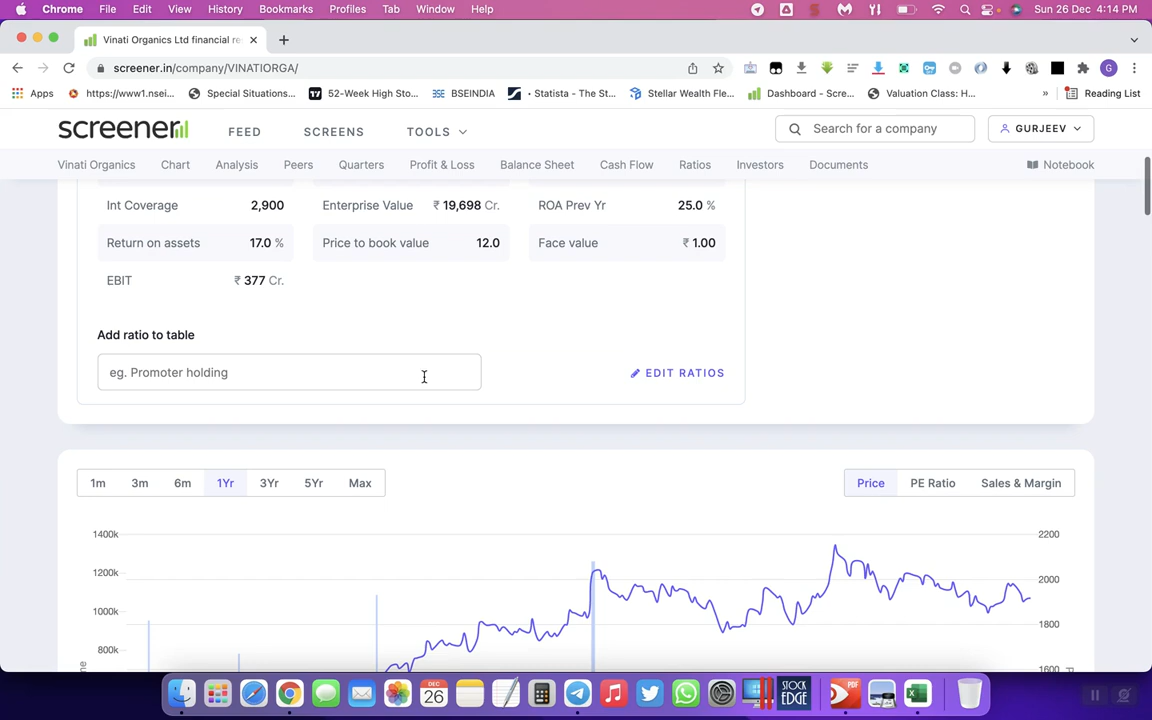 Chrome File Edit View History Bookmarks Profiles Tab Window Help Sun 26 Dec 4:14 PM
Vinati Organics Ltd financial re
screener.in/company/VINATIORGA/ G
Apps https://www1.nsei... Special Situations... 52-Week High Sto... BSEINDIA • Statista - The St... Stellar Wealth Fle... Dashboard - Scre... Valuation Class: H... » Reading List
screener FEED SCREENS TOOLS Search for a company GURJEEV
Vinati Organics Chart Analysis Peers Quarters Profit & Loss Balance Sheet Cash Flow Ratios Investors Documents Notebook
Int Coverage 2,900 Enterprise Value ₹ 19,698 Cr. ROA Prev Yr 25.0 %
Return on assets 17.0 % Price to book value 12.0 Face value ₹ 1.00
EBIT ₹ 377 Cr.
Add ratio to table
eg. Promoter holding EDIT RATIOS
1m 3m 6m 1Yr 3Yr 5Yr Max Price PE Ratio Sales & Margin
1400k 2200
1200k 2000
1000k 1800
800k 1600
DEC
26 STOCK
EDGE PDF